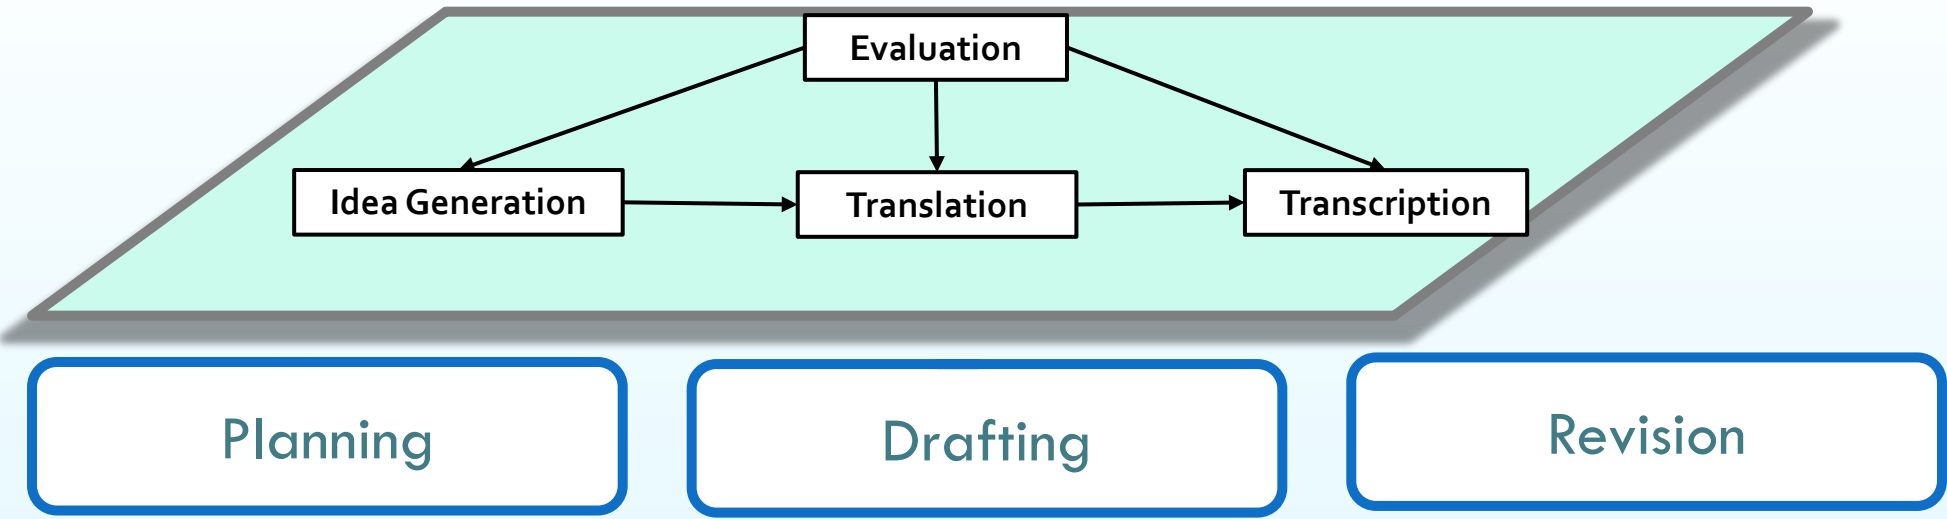 Evaluation
Idea Generation
Translation
Transcription
Planning
Drafting
Revision